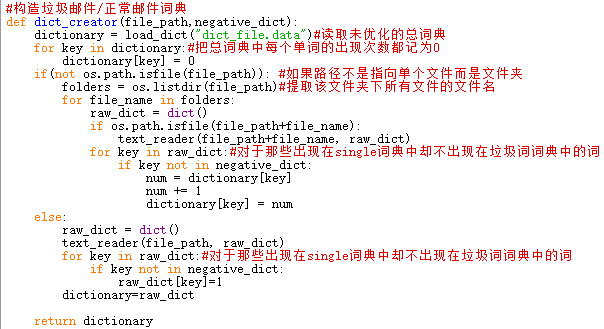 #构造垃圾邮件/正常邮件词典
def dict_creator(file_path,negative_dict):
    dictionary = load_dict("dict_file.data")#读取未优化的总词典
    for key in dictionary:#把总词典中每个单词的出现次数都记为0
        dictionary[key] = 0
    if(not os.path.isfile(file_path)): #如果路径不是指向单个文件而是文件夹
        folders = os.listdir(file_path)#提取该文件夹下所有文件的文件名
        for file_name in folders:
            raw_dict = dict()
            if os.path.isfile(file_path+file_name):
                text_reader(file_path+file_name, raw_dict)
            for key in raw_dict:#对于那些出现在single词典中却不出现在垃圾词词典中的词
                if key not in negative_dict:
                    num = dictionary[key]
                    num += 1
                    dictionary[key] = num
    else:
        raw_dict = dict()
        text_reader(file_path, raw_dict)
        for key in raw_dict:#对于那些出现在single词典中却不出现在垃圾词词典中的词
            if key not in negative_dict:
                raw_dict[key]=1
        dictionary=raw_dict

    return dictionary